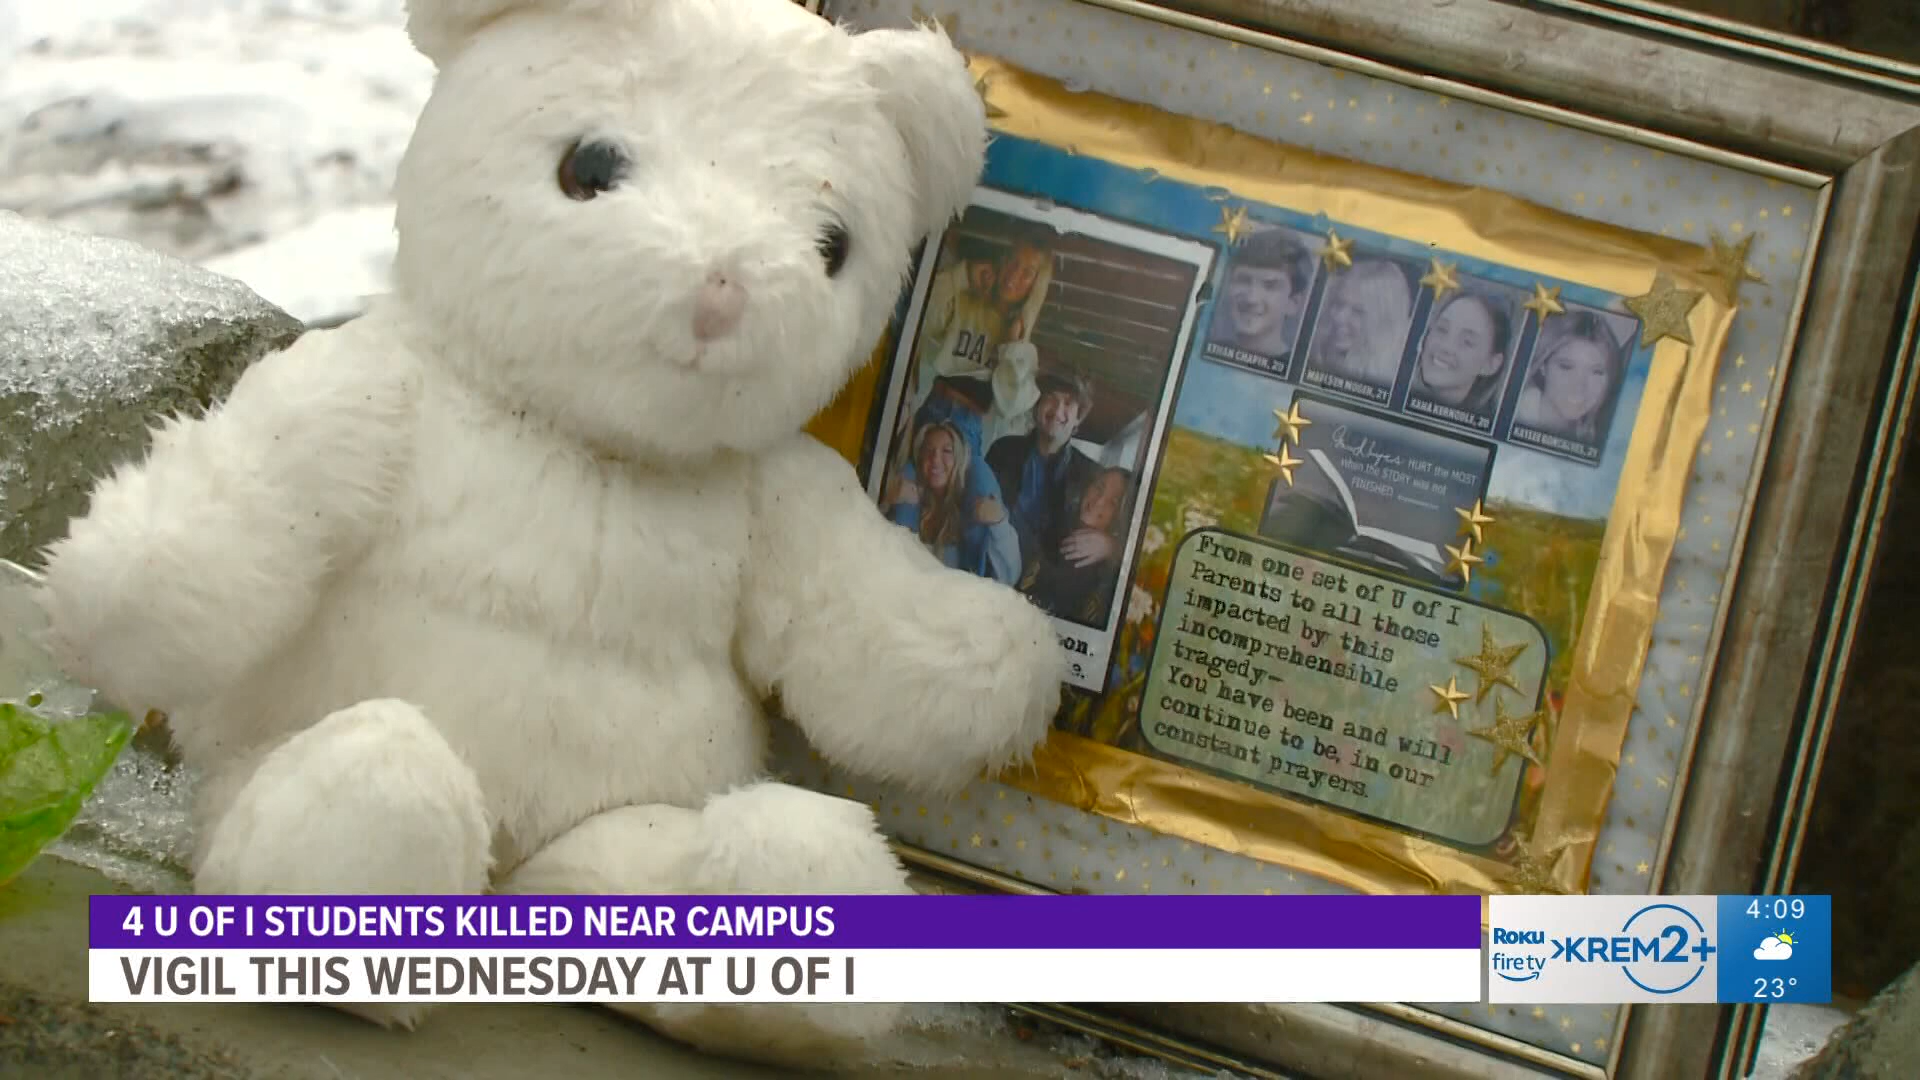 DA
ETHAN CHAPIN, 20
MADISON MOGEN, 21
XANA KERNODLE, 20
KAYLEE GONCALVES, 21
Goodbyes HURT the MOST
when the STORY was not
FINISHED
From one set of U of I
Parents to all those
impacted by this
incomprehensible
tragedy—
You have been and will
continue to be, in our
constant prayers.
4 U OF I STUDENTS KILLED NEAR CAMPUS
VIGIL THIS WEDNESDAY AT U OF I
Roku
fire tv
KREM2+
4:09
23°